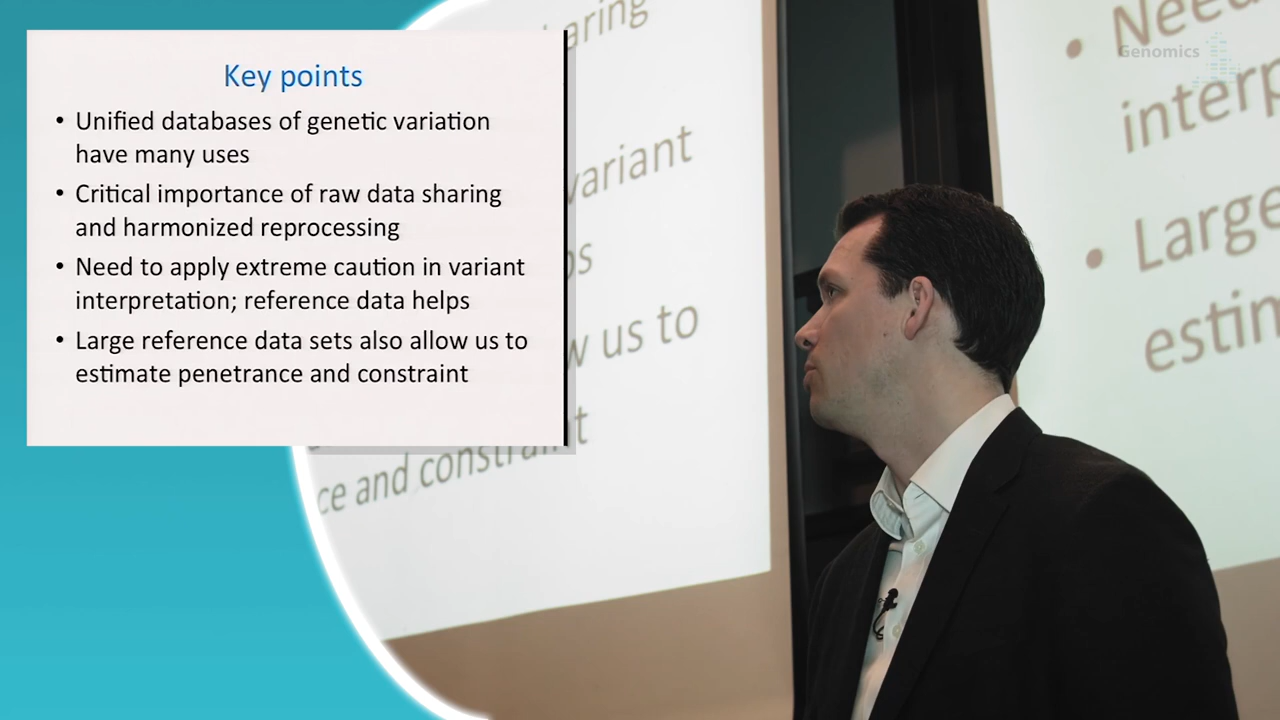 Key points
• Unified databases of genetic variation
have many uses
• Critical importance of raw data sharing
and harmonized reprocessing
• Need to apply extreme caution in variant
interpretation; reference data helps
• Large reference data sets also allow us to
estimate penetrance and constraint
sharing
variant
us to
ce and constraint
Genomics
• Need
interp
• Large
estim